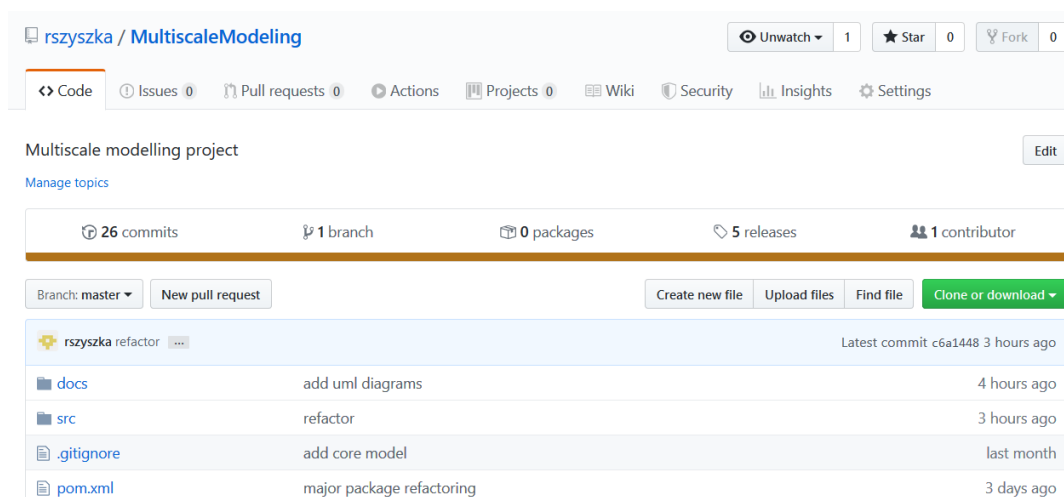 rszyszka / MultiscaleModeling
Unwatch 1 Star 0 Fork 0
Code Issues 0 Pull requests 0 Actions Projects 0 Wiki Security Insights Settings
Multiscale modelling project Edit
Manage topics
26 commits 1 branch 0 packages 5 releases 1 contributor
Branch: master New pull request Create new file Upload files Find file Clone or download
rszyszka refactor ... Latest commit c6a1448 3 hours ago
docs add uml diagrams 4 hours ago
src refactor 3 hours ago
.gitignore add core model last month
pom.xml major package refactoring 3 days ago